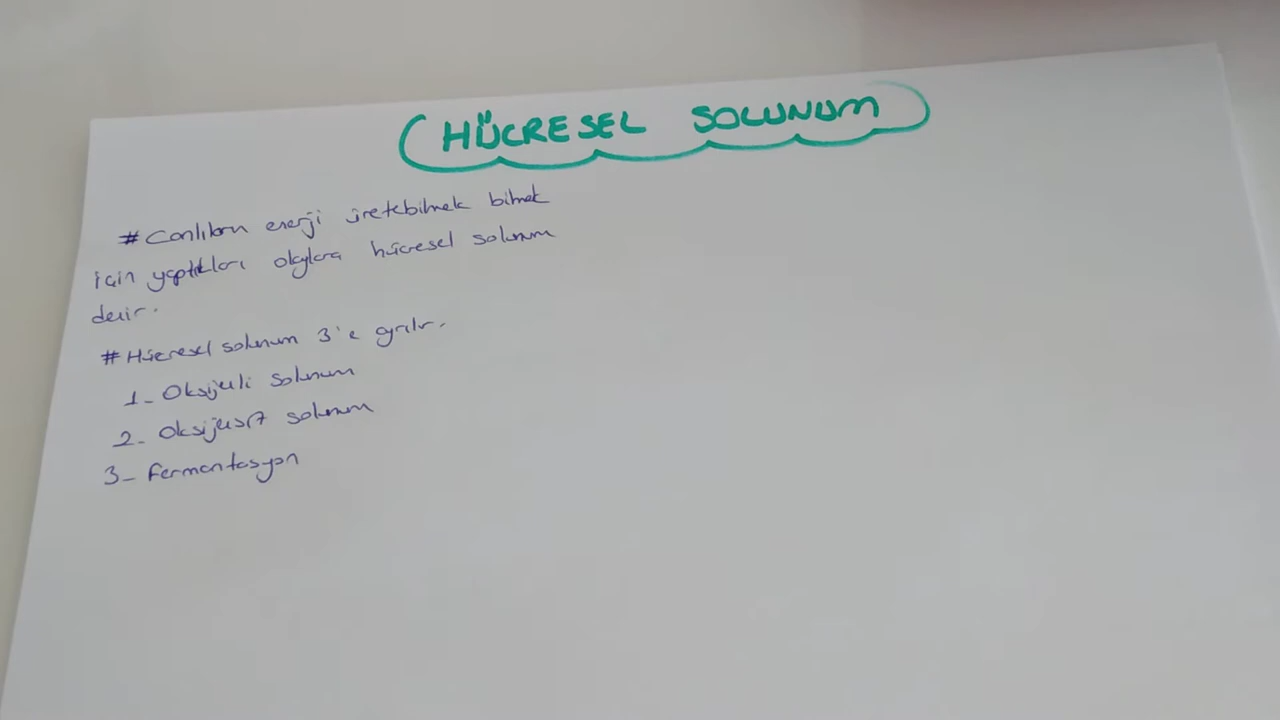 HÜCRESEL SOLUNUM
# Canlıların enerji üretebilmek bilmek
için yaptıkları olaylara hücresel solunum
denir.
# Hücresel solunum 3'e ayrılır.
1- Oksijenli solunum
2- Oksijensiz solunum
3- Fermantasyon